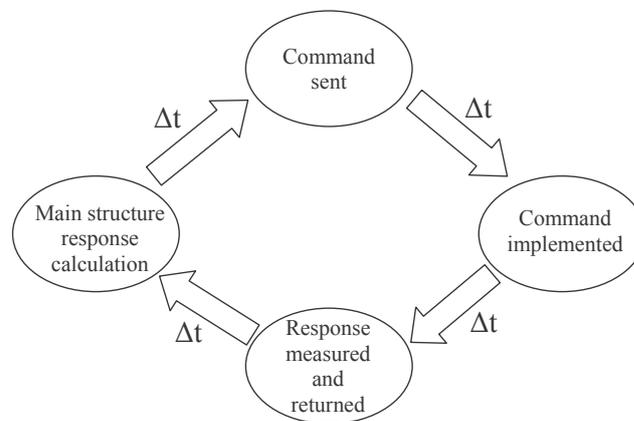 Command
sent
Δt
Δt
Main structure
response
calculation
Command
implemented
Δt
Δt
Response
measured
and
returned